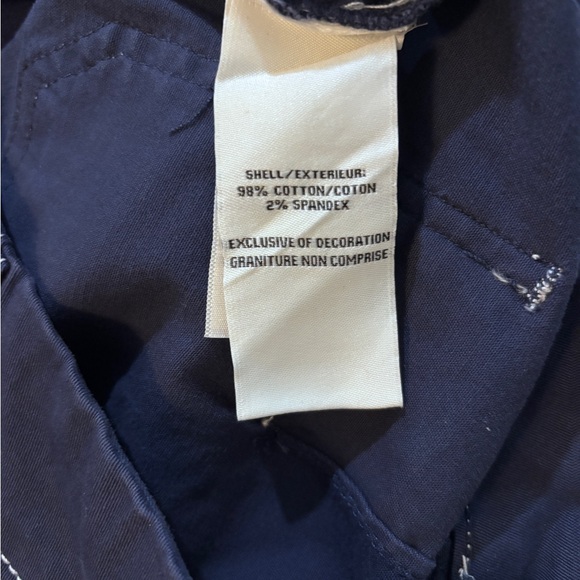 SHELL/EXTERIEUR:
98% COTTON/COTON
2% SPANDEX
EXCLUSIVE OF DECORATION
GRANITURE NON COMPRISE